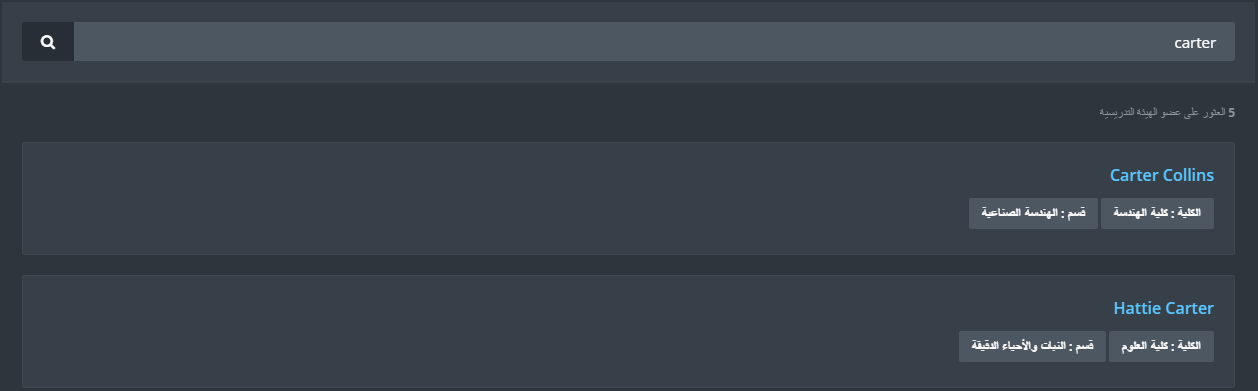 carter
5 العثور على عضو الهيئة التدريسية
Carter Collins
الكلية : كلية الهندسة قسم : الهندسة الصناعية
Hattie Carter
الكلية : كلية العلوم قسم : النبات والأحياء الدقيقة